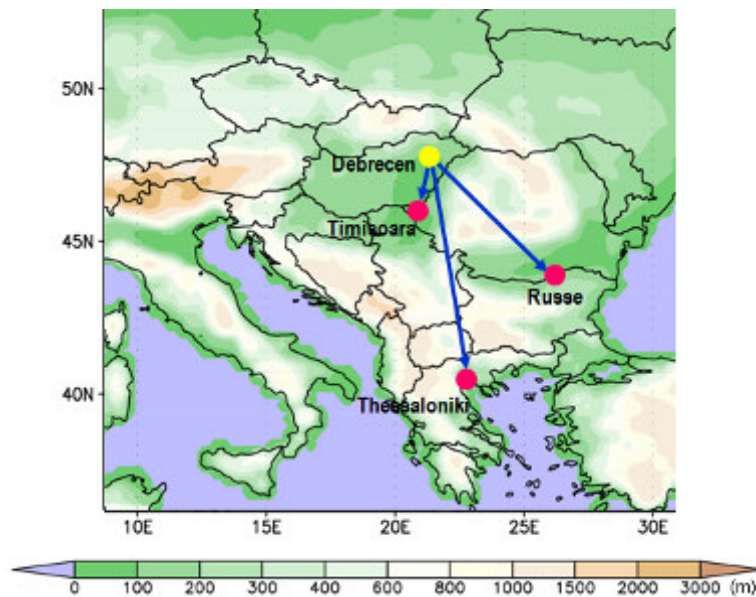 50N
Debrecen
Timisoara
45N
Russe
40N
Thessaloniki
10E 15E 20E 25E 30E
0 100 200 300 400 600 800 1000 1500 2000 3000 (m)